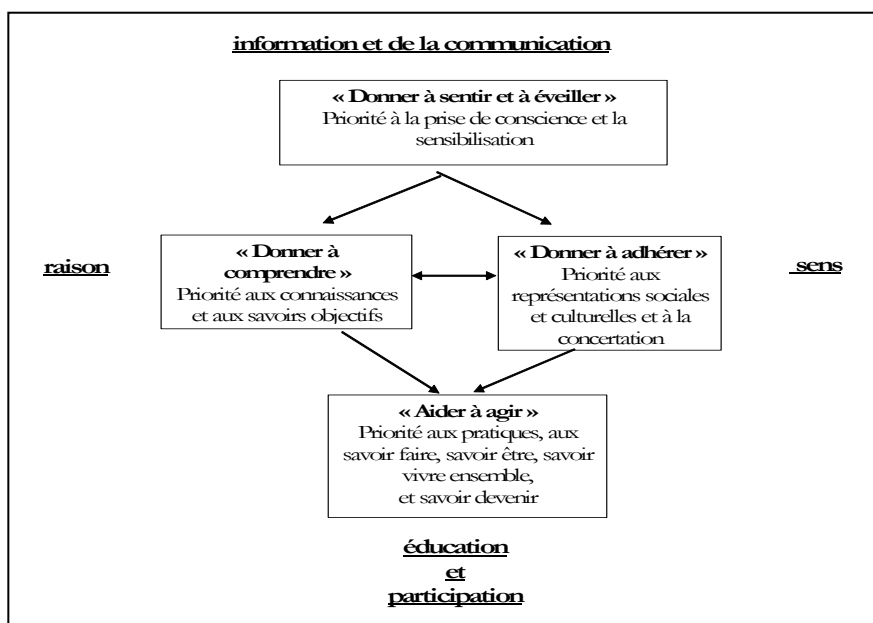 information et de la communication
« Donner à sentir et à éveiller »
Priorité à la prise de conscience et la
sensibilisation
raison
« Donner à
comprendre »
Priorité aux connaissances
et aux savoirs objectifs
« Donner à adhérer »
Priorité aux
représentations sociales
et culturelles et à la
concertation
sens
« Aider à agir »
Priorité aux pratiques, aux
savoir faire, savoir être, savoir
vivre ensemble,
et savoir devenir
éducation
et
participation